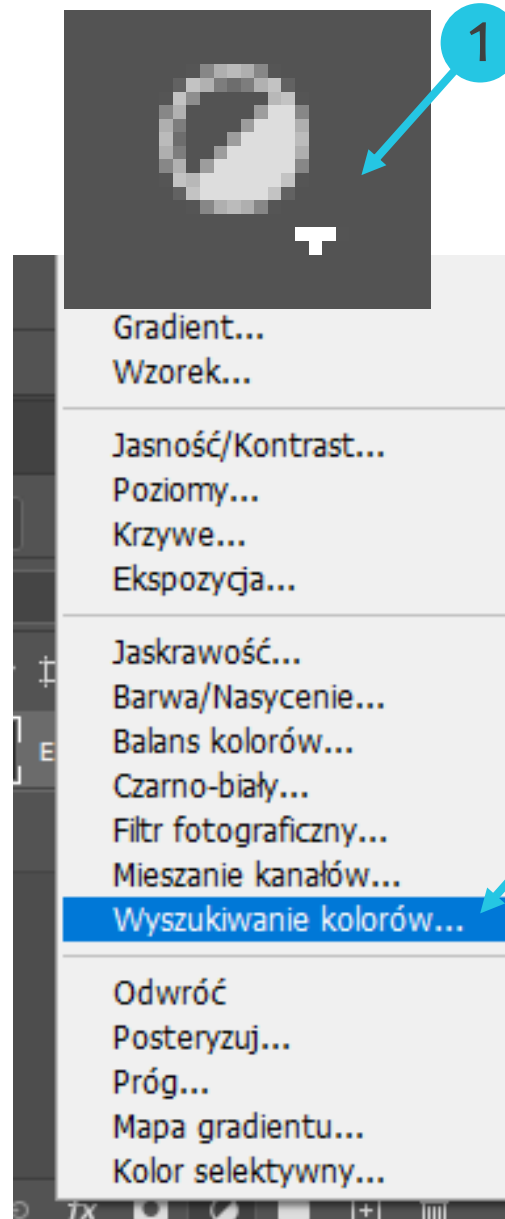 1
Gradient...
Wzorek...
Jasność/Kontrast...
Poziomy...
Krzywe...
Ekspozycja...
Jaskrawość...
Barwa/Nasycenie...
E
Balans kolorów...
Czarno-biały...
Filtr fotograficzny...
Mieszanie kanałów...
Wyszukiwanie kolorów...
Odwróć
Posteryzuj...
Próg...
Mapa gradientu...
Kolor selektywny...
fx